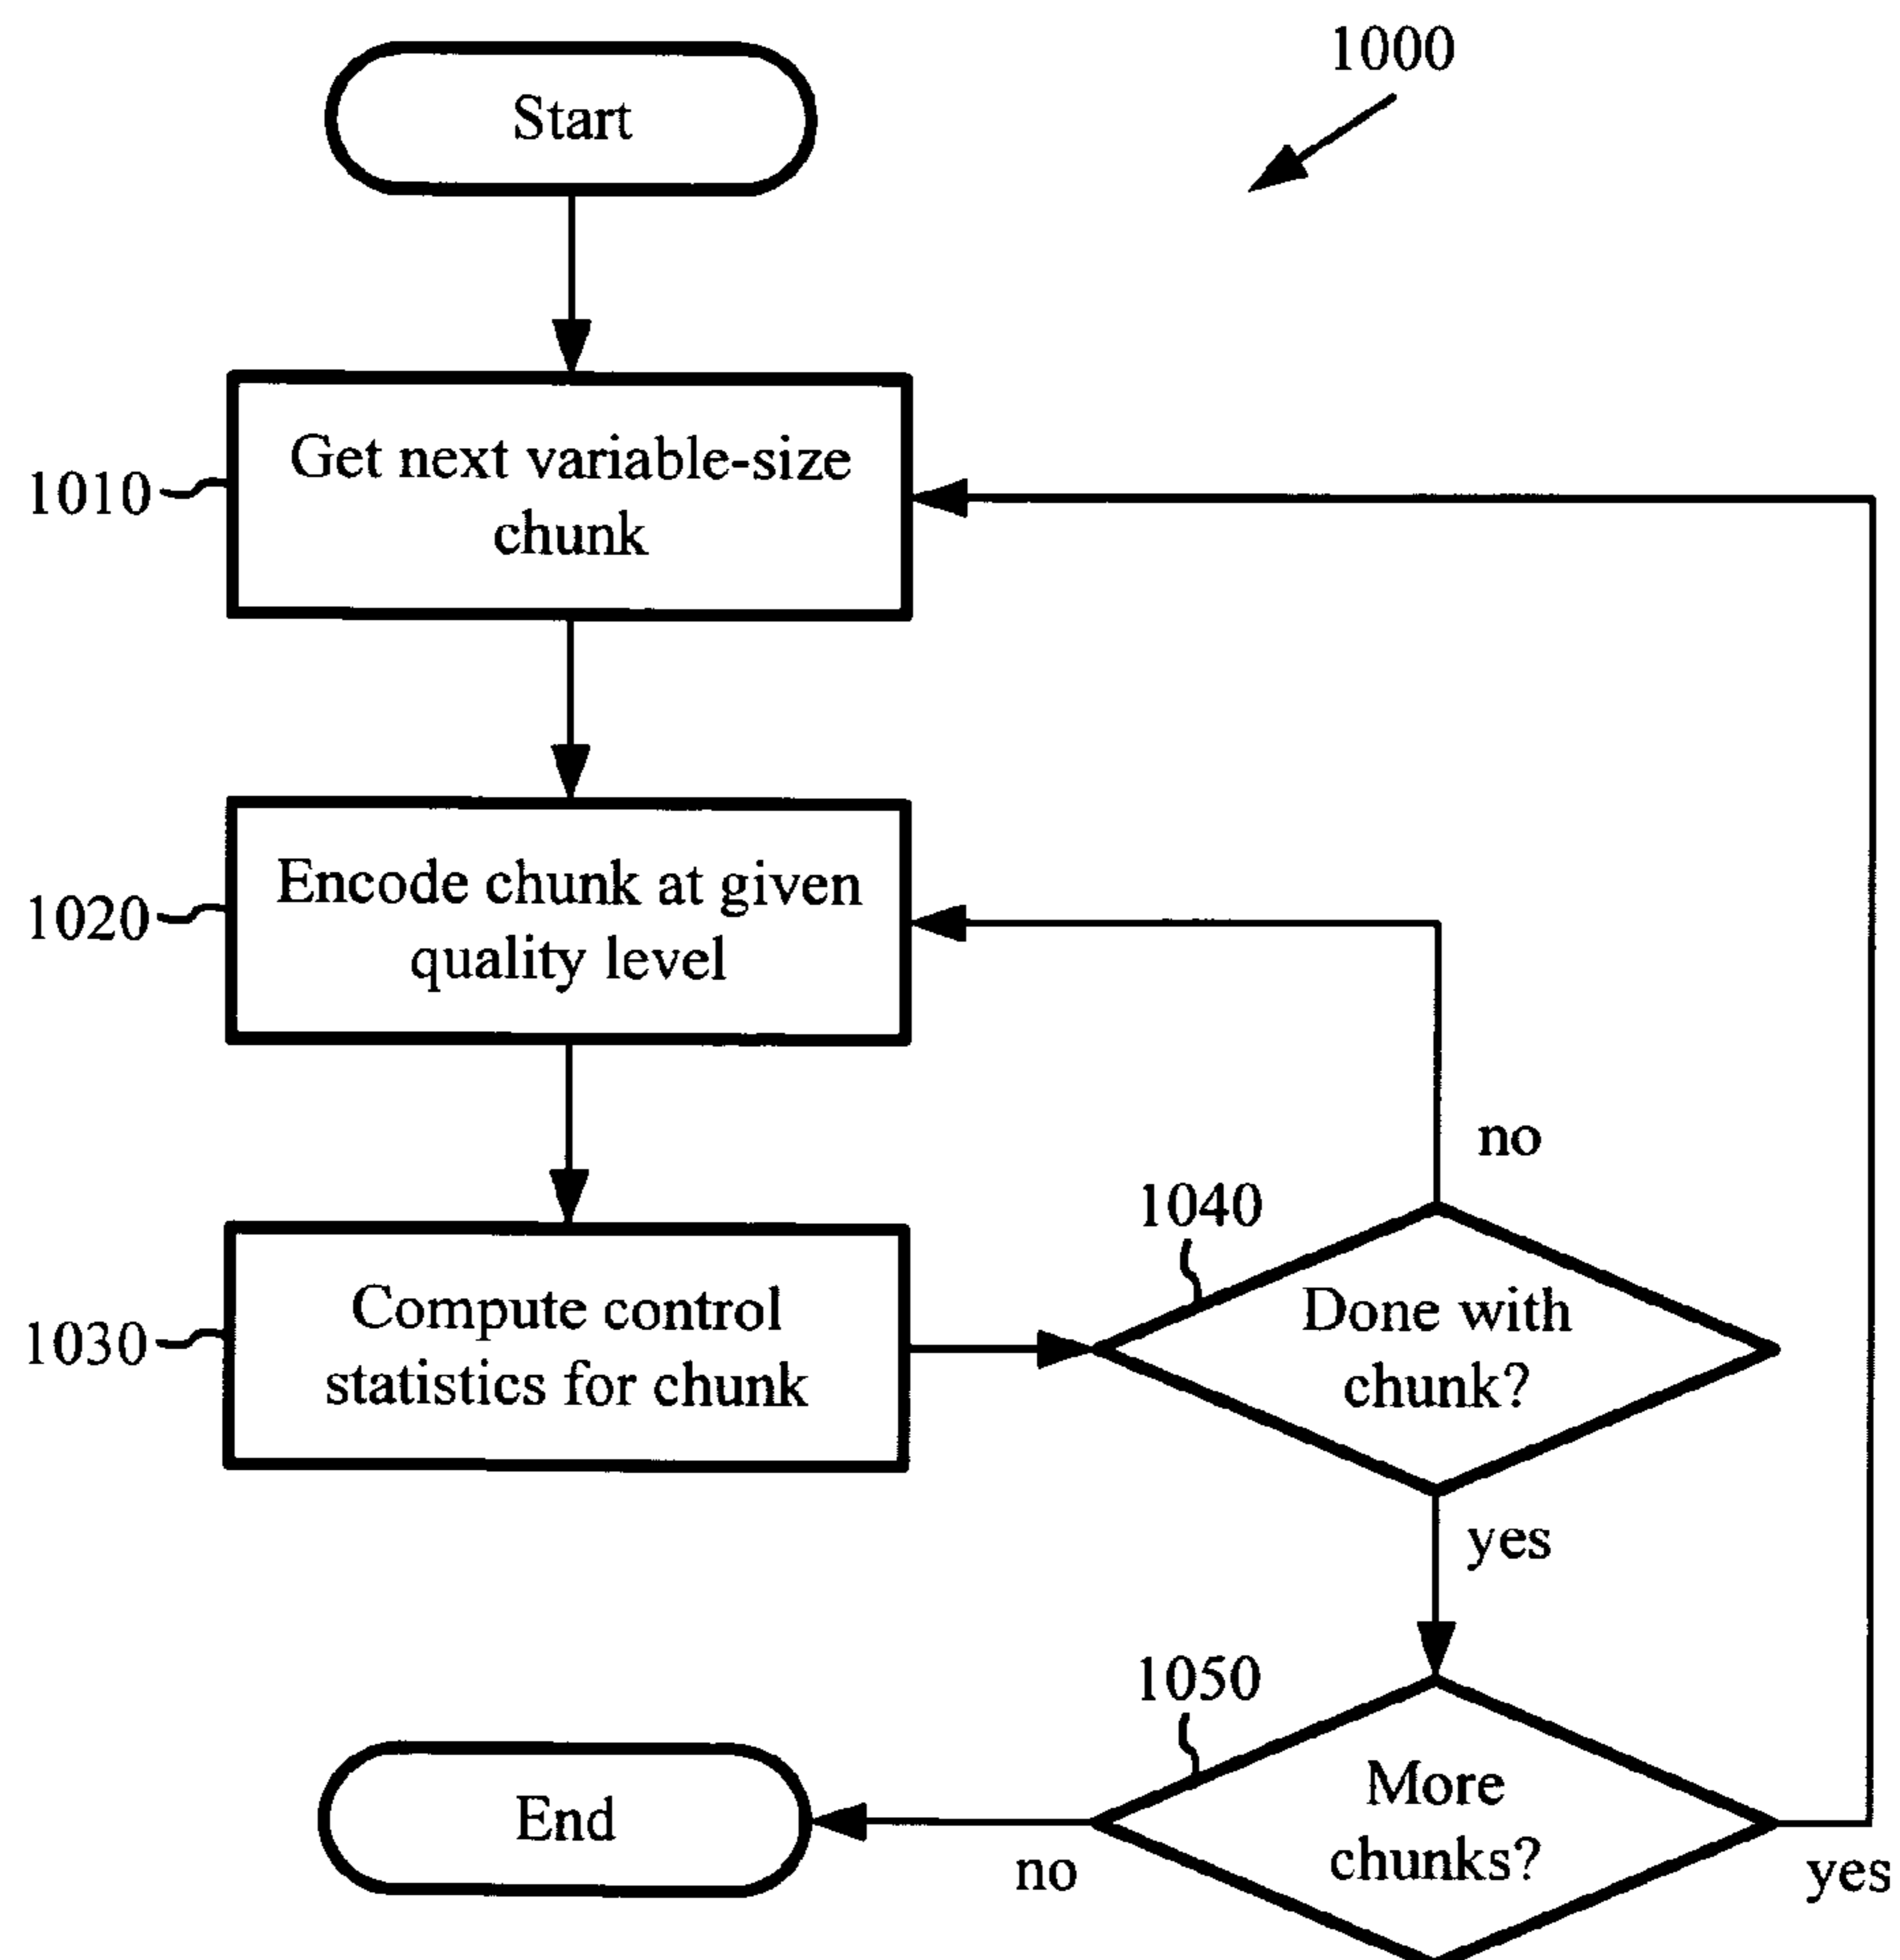 1000
Start
1010
Get next variable-size
chunk
1020
Encode chunk at given
quality level
no
1030
Compute control
statistics for chunk
1040
Done with
chunk?
yes
1050
More
chunks?
End
no
yes